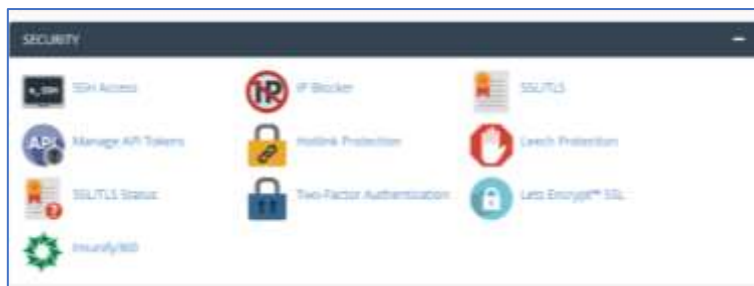 SECURITY
SSH Access
IP Blocker
SSL/TLS
Manage API Tokens
Hotlink Protection
Leech Protection
SSL/TLS Status
Two-Factor Authentication
Lets Encrypt™ SSL
Imunify360